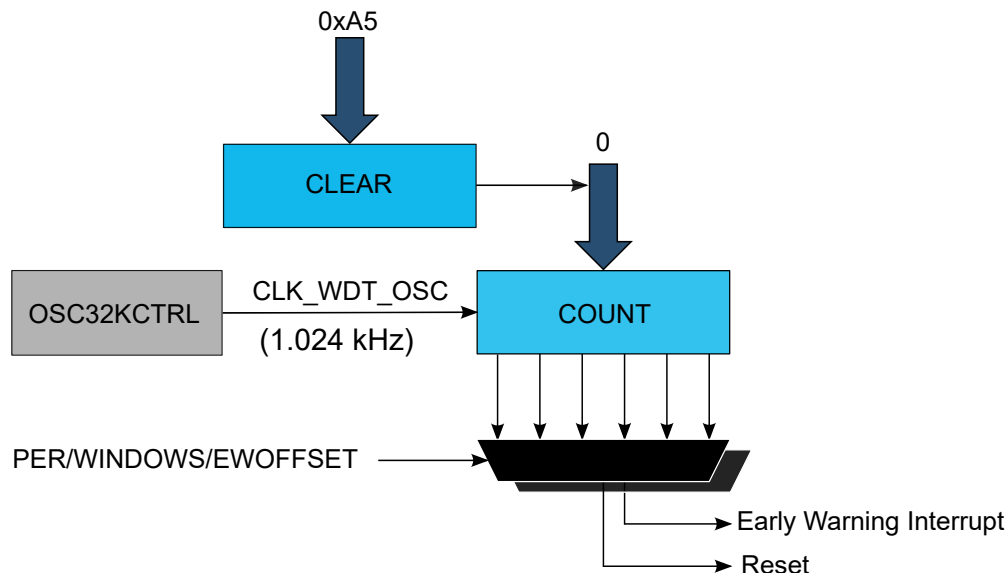 0xA5
0
CLEAR
CLK_WDT_OSC
OSC32KCTRL
COUNT
(1.024 kHz)
PER/WINDOWS/EWOFFSET
Early Warning Interrupt
Reset